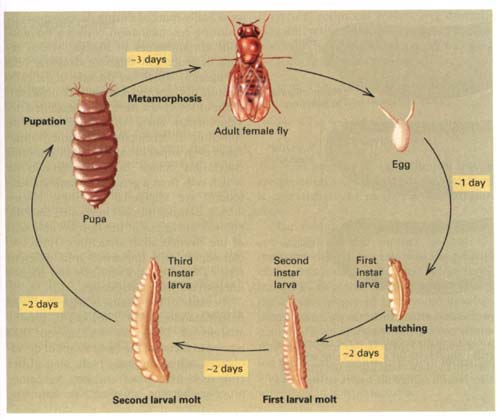 ~3 days
Metamorphosis
Adult female fly
Egg
~1 day
First
instar
larva
Hatching
~2 days
Second
instar
larva
First larval molt
~2 days
Third
instar
larva
Second larval molt
~2 days
Pupation
Pupa